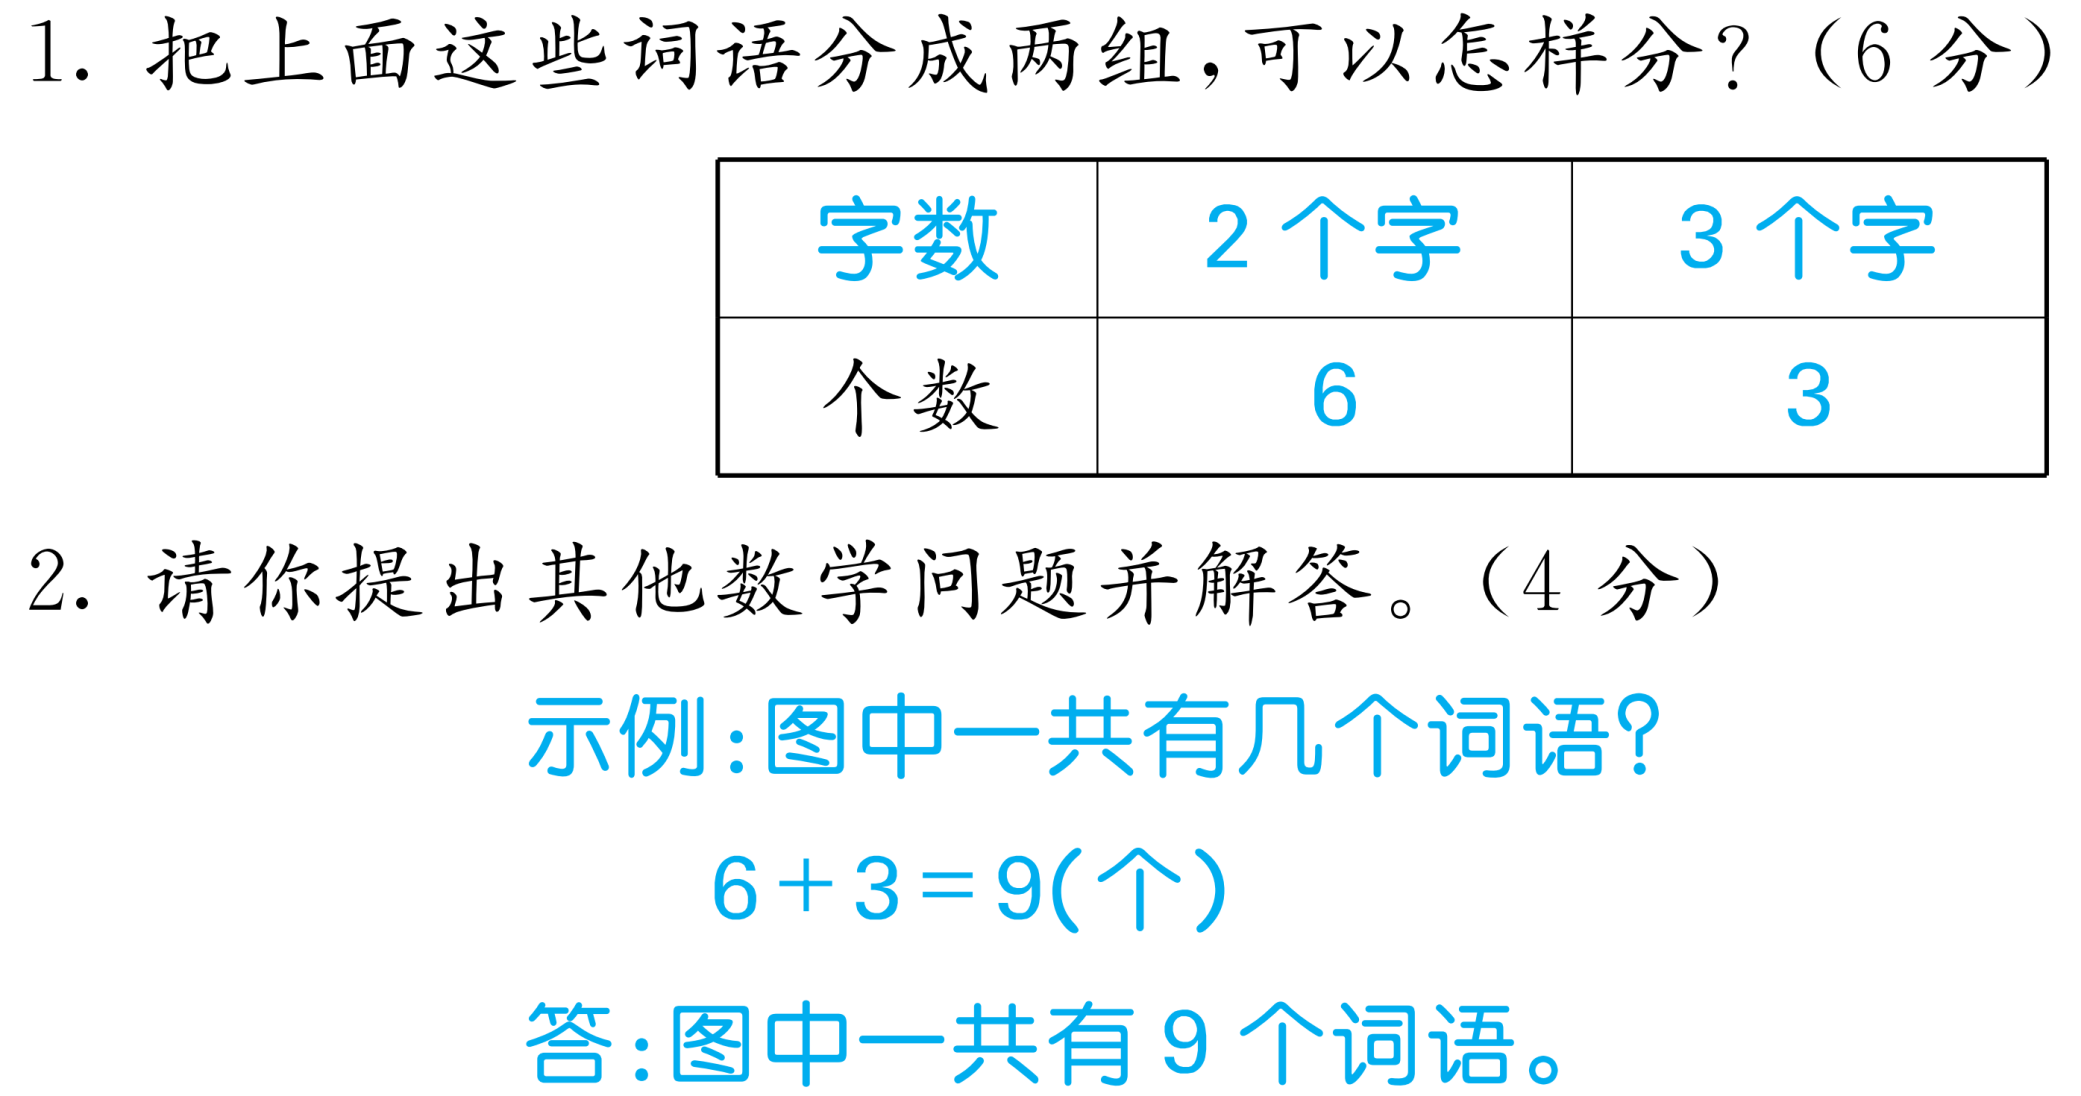 1. 把上面这些词语分成两组,可以怎样分?(6 分)
字数 2 个字 3 个字
个数 6 3
2. 请你提出其他数学问题并解答。(4 分)
示例:图中一共有几个词语?
6+3=9(个)
答:图中一共有 9 个词语。